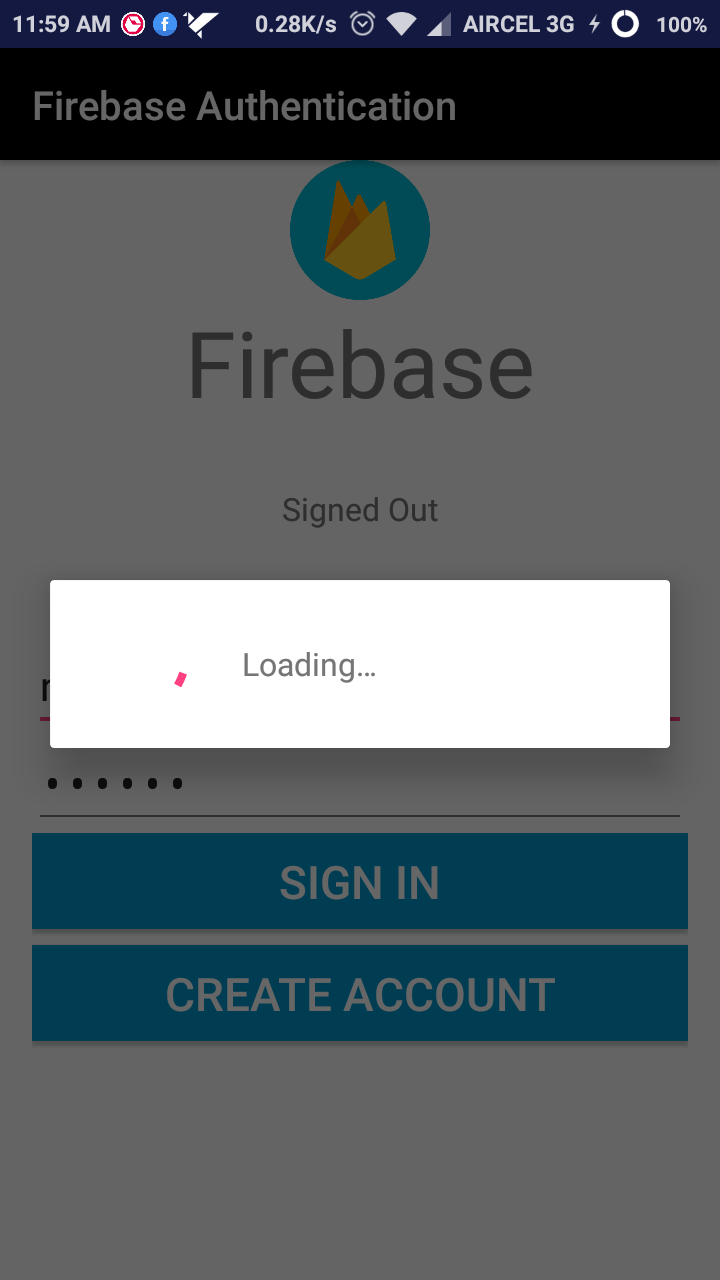 11:59 AM 0.28K/s AIRCEL 3G 100%
Firebase Authentication
Firebase
Signed Out
Loading...
SIGN IN
CREATE ACCOUNT